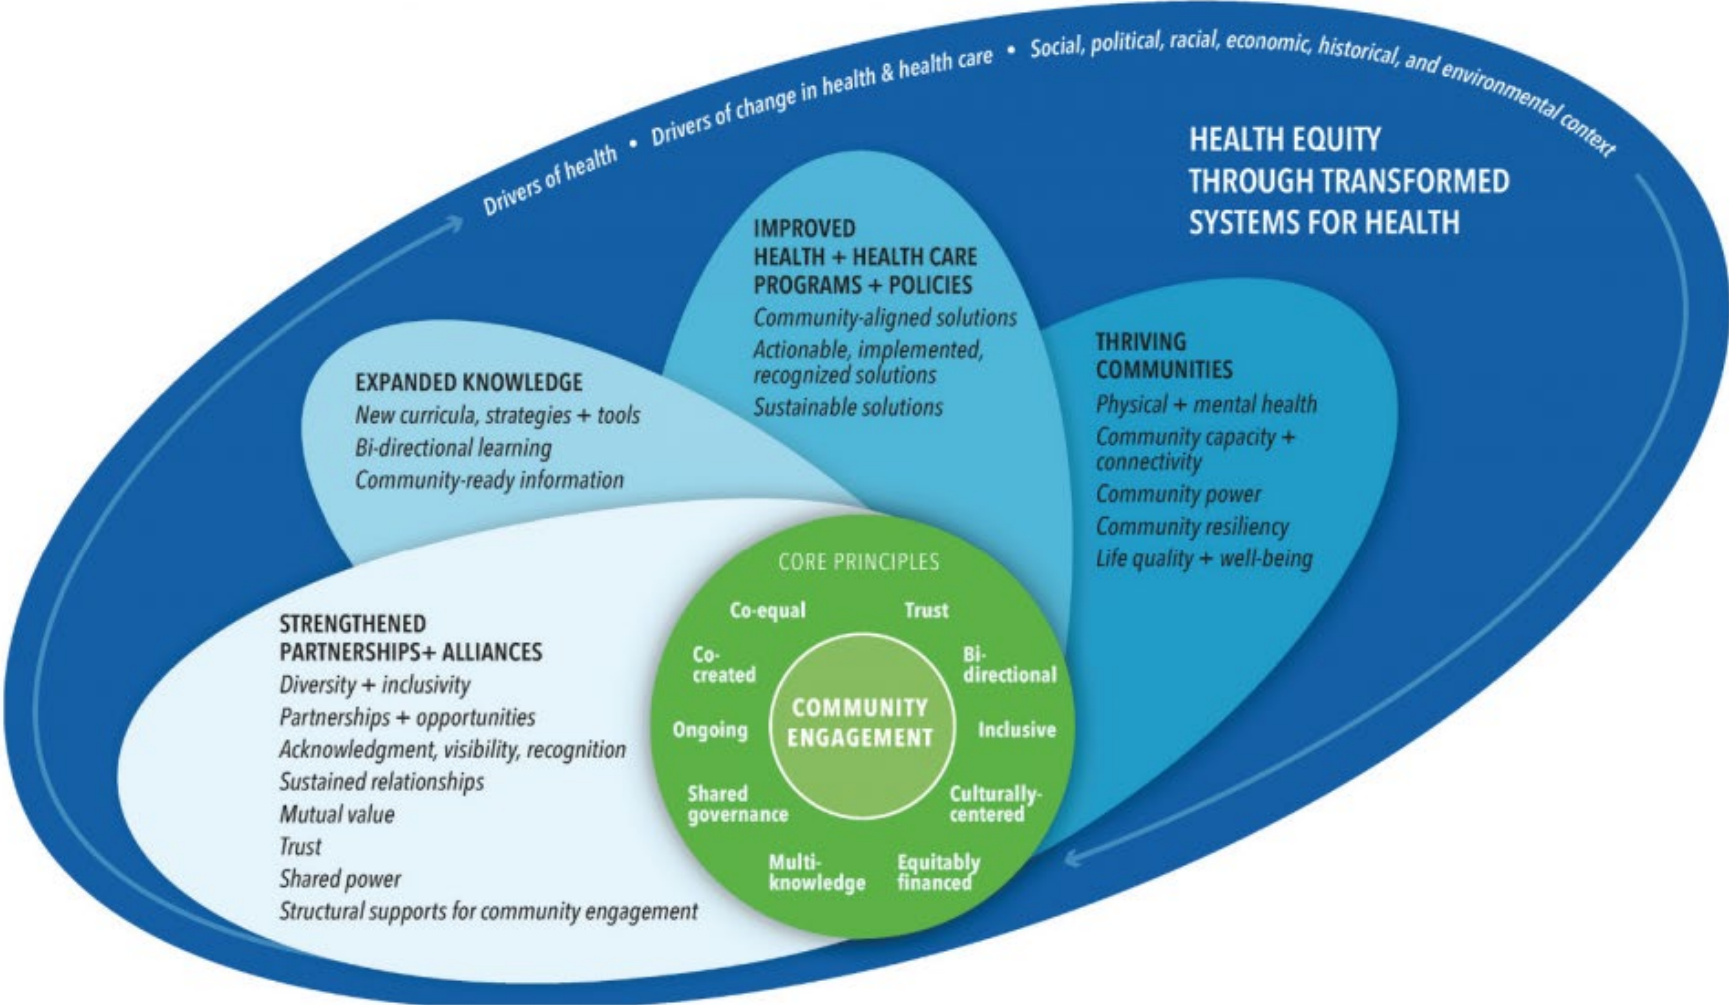 Drivers of health • Drivers of change in health & health care • Social, political, racial, economic, historical, and environmental context
HEALTH EQUITY
THROUGH TRANSFORMED
SYSTEMS FOR HEALTH
IMPROVED
HEALTH + HEALTH CARE
PROGRAMS + POLICIES
Community-aligned solutions
Actionable, implemented,
recognized solutions
Sustainable solutions
THRIVING
COMMUNITIES
Physical + mental health
Community capacity +
connectivity
Community power
Community resiliency
Life quality + well-being
EXPANDED KNOWLEDGE
New curricula, strategies + tools
Bi-directional learning
Community-ready information
STRENGTHENED
PARTNERSHIPS+ ALLIANCES
Diversity + inclusivity
Partnerships + opportunities
Acknowledgment, visibility, recognition
Sustained relationships
Mutual value
Trust
Shared power
Structural supports for community engagement
CORE PRINCIPLES
Co-equal
Trust
Co-
created
Bi-
directional
Ongoing
COMMUNITY
ENGAGEMENT
Inclusive
Shared
governance
Culturally-
centered
Multi-
knowledge
Equitably
financed